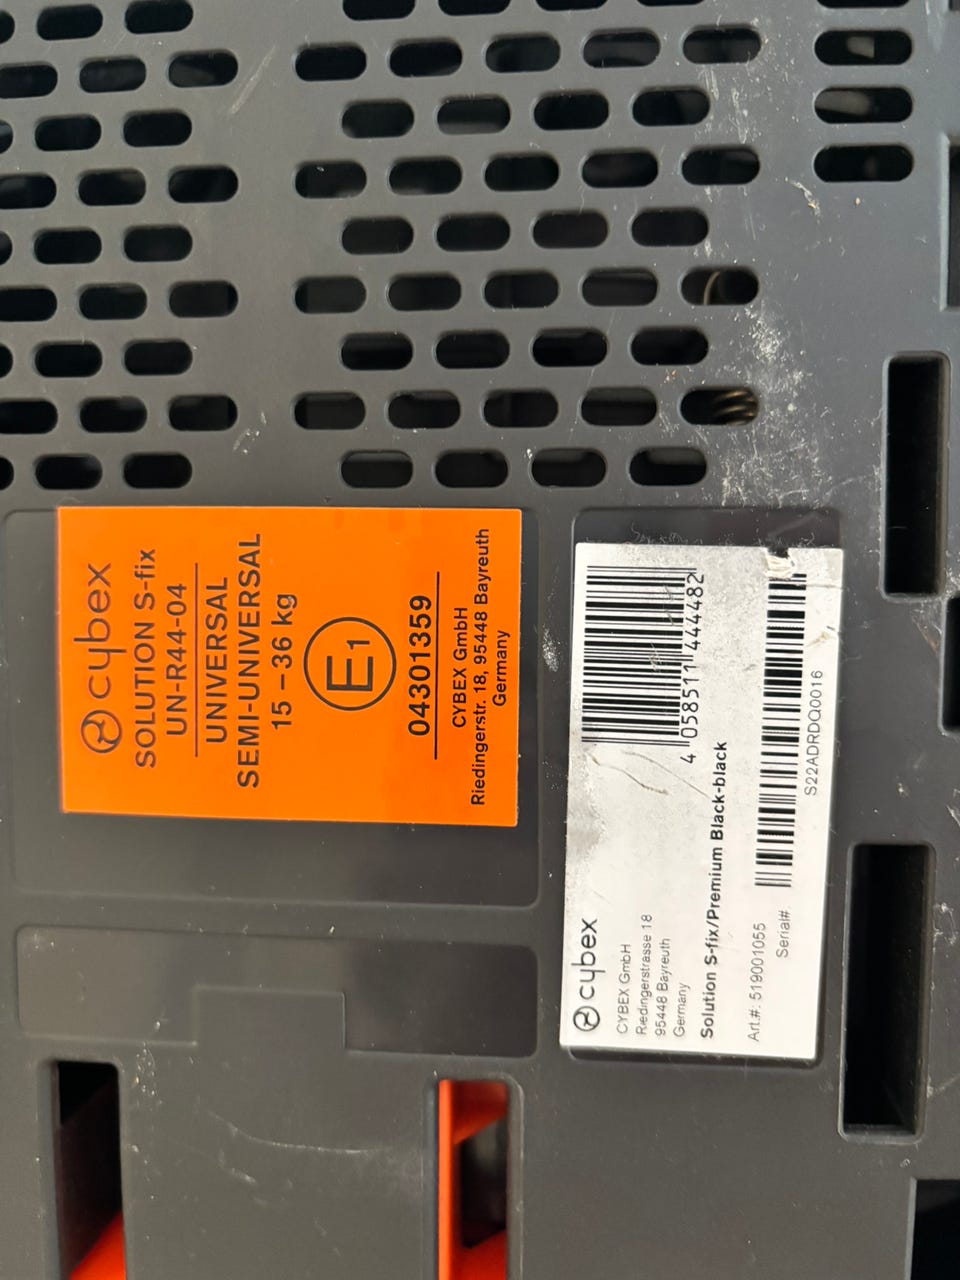 cybex
SOLUTION S-fix
UN-R44-04
UNIVERSAL
SEMI-UNIVERSAL
15 – 36 kg
E1
04301359
CYBEX GmbH
Riedingerstr. 18, 95448 Bayreuth
Germany
cybex
CYBEX GmbH
Riedingerstrasse 18
95448 Bayreuth
Germany
4 058511 444482
Solution S-fix/Premium Black-black
Art.#: 519001055
Serial#
S22ADRDQ0016